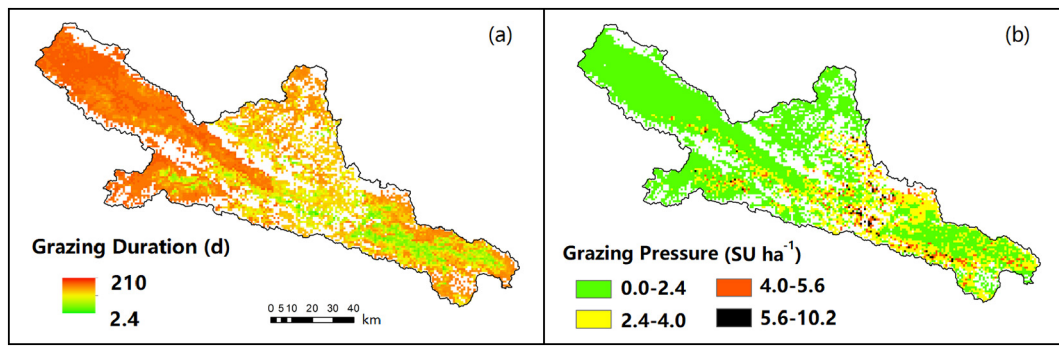 (a)
Grazing Duration (d)
210
2.4
0 5 10 20 30 40
km
(b)
Grazing Pressure (SU ha⁻¹)
0.0-2.4
4.0-5.6
2.4-4.0
5.6-10.2